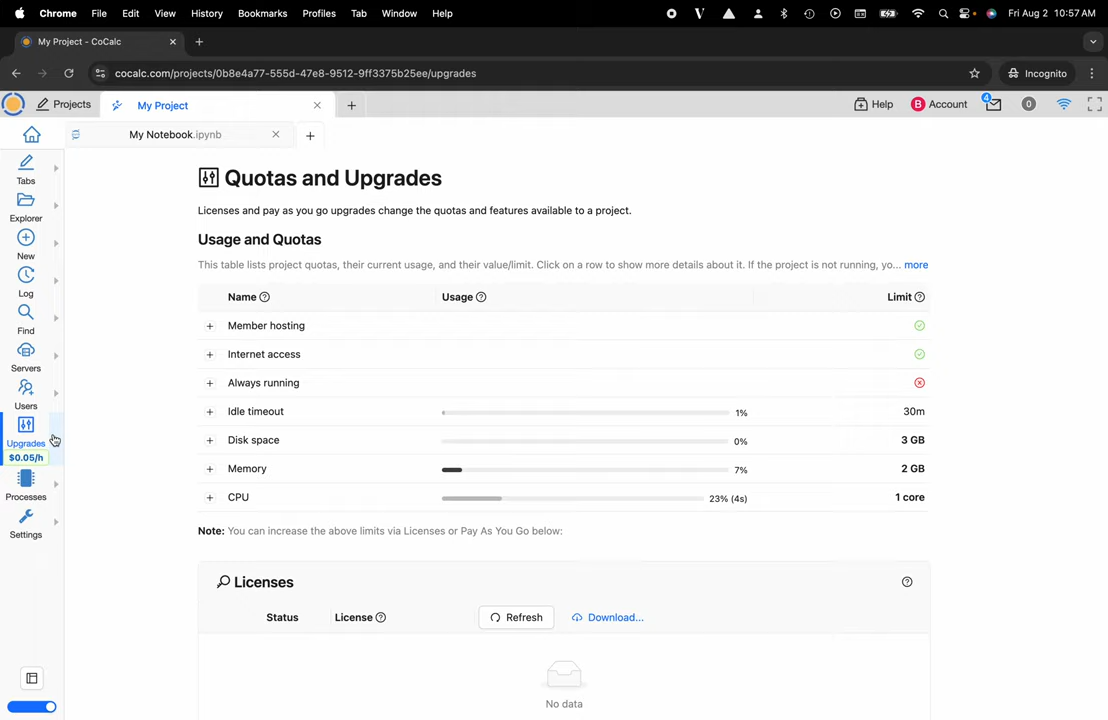 Chrome File Edit View History Bookmarks Profiles Tab Window Help Fri Aug 2 10:57 AM
My Project - CoCalc
cocalc.com/projects/0b8e4a77-555d-47e8-9512-9ff3375b25ee/upgrades Incognito
Projects My Project Help B Account 4 0
My Notebook.ipynb
Tabs
Explorer
New
Log
Find
Servers
Users
Upgrades
$0.05/h
Processes
Settings
Quotas and Upgrades
Licenses and pay as you go upgrades change the quotas and features available to a project.
Usage and Quotas
This table lists project quotas, their current usage, and their value/limit. Click on a row to show more details about it. If the project is not running, yo... more
Name Usage Limit
Member hosting
Internet access
Always running
Idle timeout 1% 30m
Disk space 0% 3 GB
Memory 7% 2 GB
CPU 23% (4s) 1 core
Note: You can increase the above limits via Licenses or Pay As You Go below:
Licenses
Status License Refresh Download...
No data